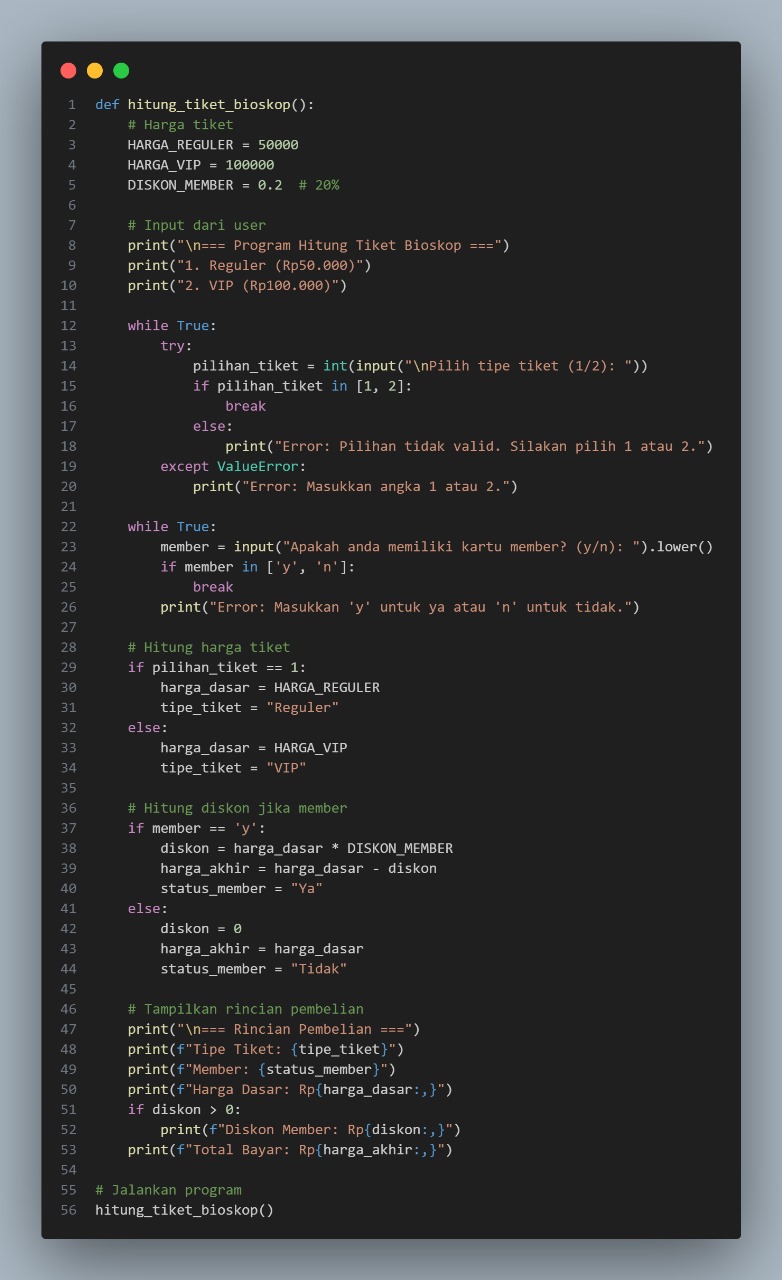 1 def hitung_tiket_bioskop():
2     # Harga tiket
3     HARGA_REGULER = 50000
4     HARGA_VIP = 100000
5     DISKON_MEMBER = 0.2  # 20%
6
7     # Input dari user
8     print("\n=== Program Hitung Tiket Bioskop ===")
9     print("1. Reguler (Rp50.000)")
10     print("2. VIP (Rp100.000)")
11
12     while True:
13         try:
14             pilihan_tiket = int(input("\nPilih tipe tiket (1/2): "))
15             if pilihan_tiket in [1, 2]:
16                 break
17             else:
18                 print("Error: Pilihan tidak valid. Silakan pilih 1 atau 2.")
19         except ValueError:
20             print("Error: Masukkan angka 1 atau 2.")
21
22     while True:
23         member = input("Apakah anda memiliki kartu member? (y/n): ").lower()
24         if member in ['y', 'n']:
25             break
26         print("Error: Masukkan 'y' untuk ya atau 'n' untuk tidak.")
27
28     # Hitung harga tiket
29     if pilihan_tiket == 1:
30         harga_dasar = HARGA_REGULER
31         tipe_tiket = "Reguler"
32     else:
33         harga_dasar = HARGA_VIP
34         tipe_tiket = "VIP"
35
36     # Hitung diskon jika member
37     if member == 'y':
38         diskon = harga_dasar * DISKON_MEMBER
39         harga_akhir = harga_dasar - diskon
40         status_member = "Ya"
41     else:
42         diskon = 0
43         harga_akhir = harga_dasar
44         status_member = "Tidak"
45
46     # Tampilkan rincian pembelian
47     print("\n=== Rincian Pembelian ===")
48     print(f"Tipe Tiket: {tipe_tiket}")
49     print(f"Member: {status_member}")
50     print(f"Harga Dasar: Rp{harga_dasar:,}")
51     if diskon > 0:
52         print(f"Diskon Member: Rp{diskon:,}")
53     print(f"Total Bayar: Rp{harga_akhir:,}")
54
55 # Jalankan program
56 hitung_tiket_bioskop()